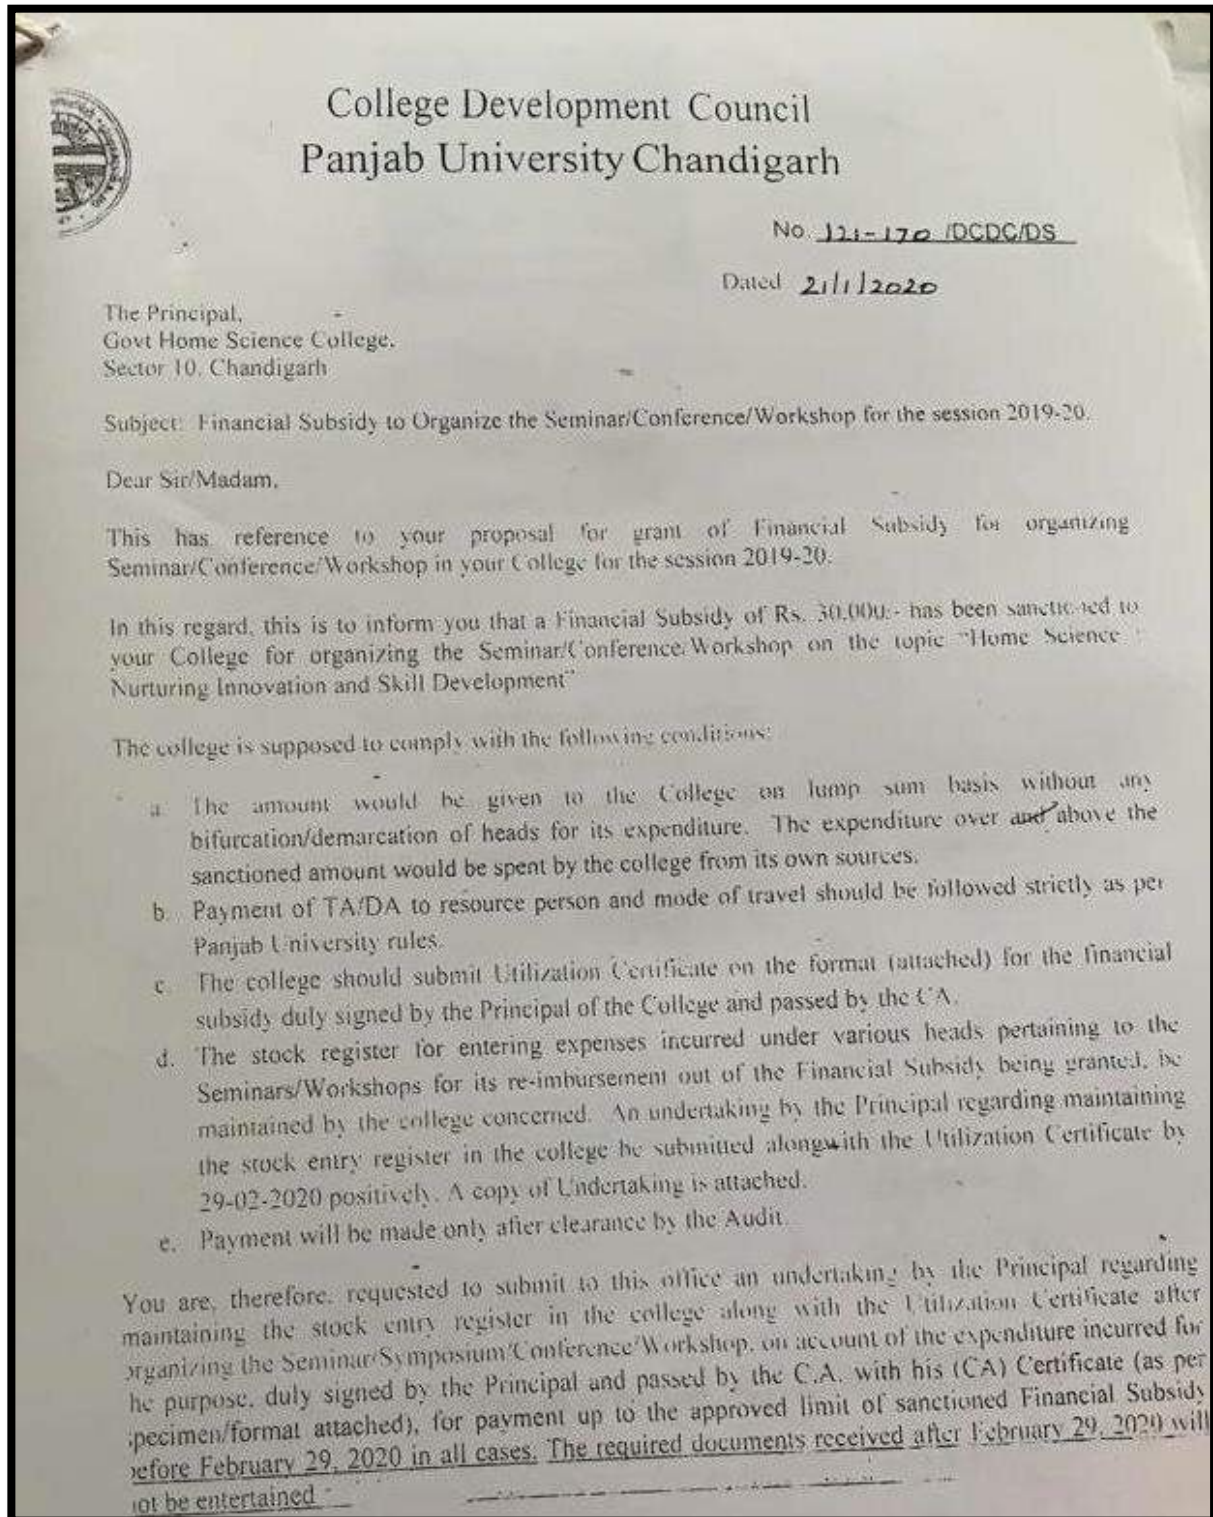 College Development Council
Panjab University Chandigarh
No. 121-170 /DCDC/DS
Dated 21/1/2020
The Principal,
Govt Home Science College,
Sector 10, Chandigarh
Subject: Financial Subsidy to Organize the Seminar/Conference/Workshop for the session 2019-20.
Dear Sir/Madam,
This has reference to your proposal for grant of Financial Subsidy for organizing
Seminar/Conference/Workshop in your College for the session 2019-20.
In this regard, this is to inform you that a Financial Subsidy of Rs. 30,000/- has been sanctioned to
your College for organizing the Seminar/Conference/Workshop on the topic "Home Science :
Nurturing Innovation and Skill Development"
The college is supposed to comply with the following conditions:
a. The amount would be given to the College on lump sum basis without any
bifurcation/demarcation of heads for its expenditure. The expenditure over and above the
sanctioned amount would be spent by the college from its own sources.
b. Payment of TA/DA to resource person and mode of travel should be followed strictly as per
Panjab University rules.
c. The college should submit Utilization Certificate on the format (attached) for the financial
subsidy duly signed by the Principal of the College and passed by the CA.
d. The stock register for entering expenses incurred under various heads pertaining to the
Seminars/Workshops for its re-imbursement out of the Financial Subsidy being granted, be
maintained by the college concerned. An undertaking by the Principal regarding maintaining
the stock entry register in the college be submitted alongwith the Utilization Certificate by
29-02-2020 positively. A copy of Undertaking is attached.
e. Payment will be made only after clearance by the Audit.
You are, therefore, requested to submit to this office an undertaking by the Principal regarding
maintaining the stock entry register in the college along with the Utilization Certificate after
organizing the Seminar/Symposium/Conference/Workshop, on account of the expenditure incurred for
he purpose, duly signed by the Principal and passed by the C.A. with his (CA) Certificate (as per
specimen/format attached), for payment up to the approved limit of sanctioned Financial Subsidy
before February 29, 2020 in all cases. The required documents received after February 29, 2020 will
not be entertained